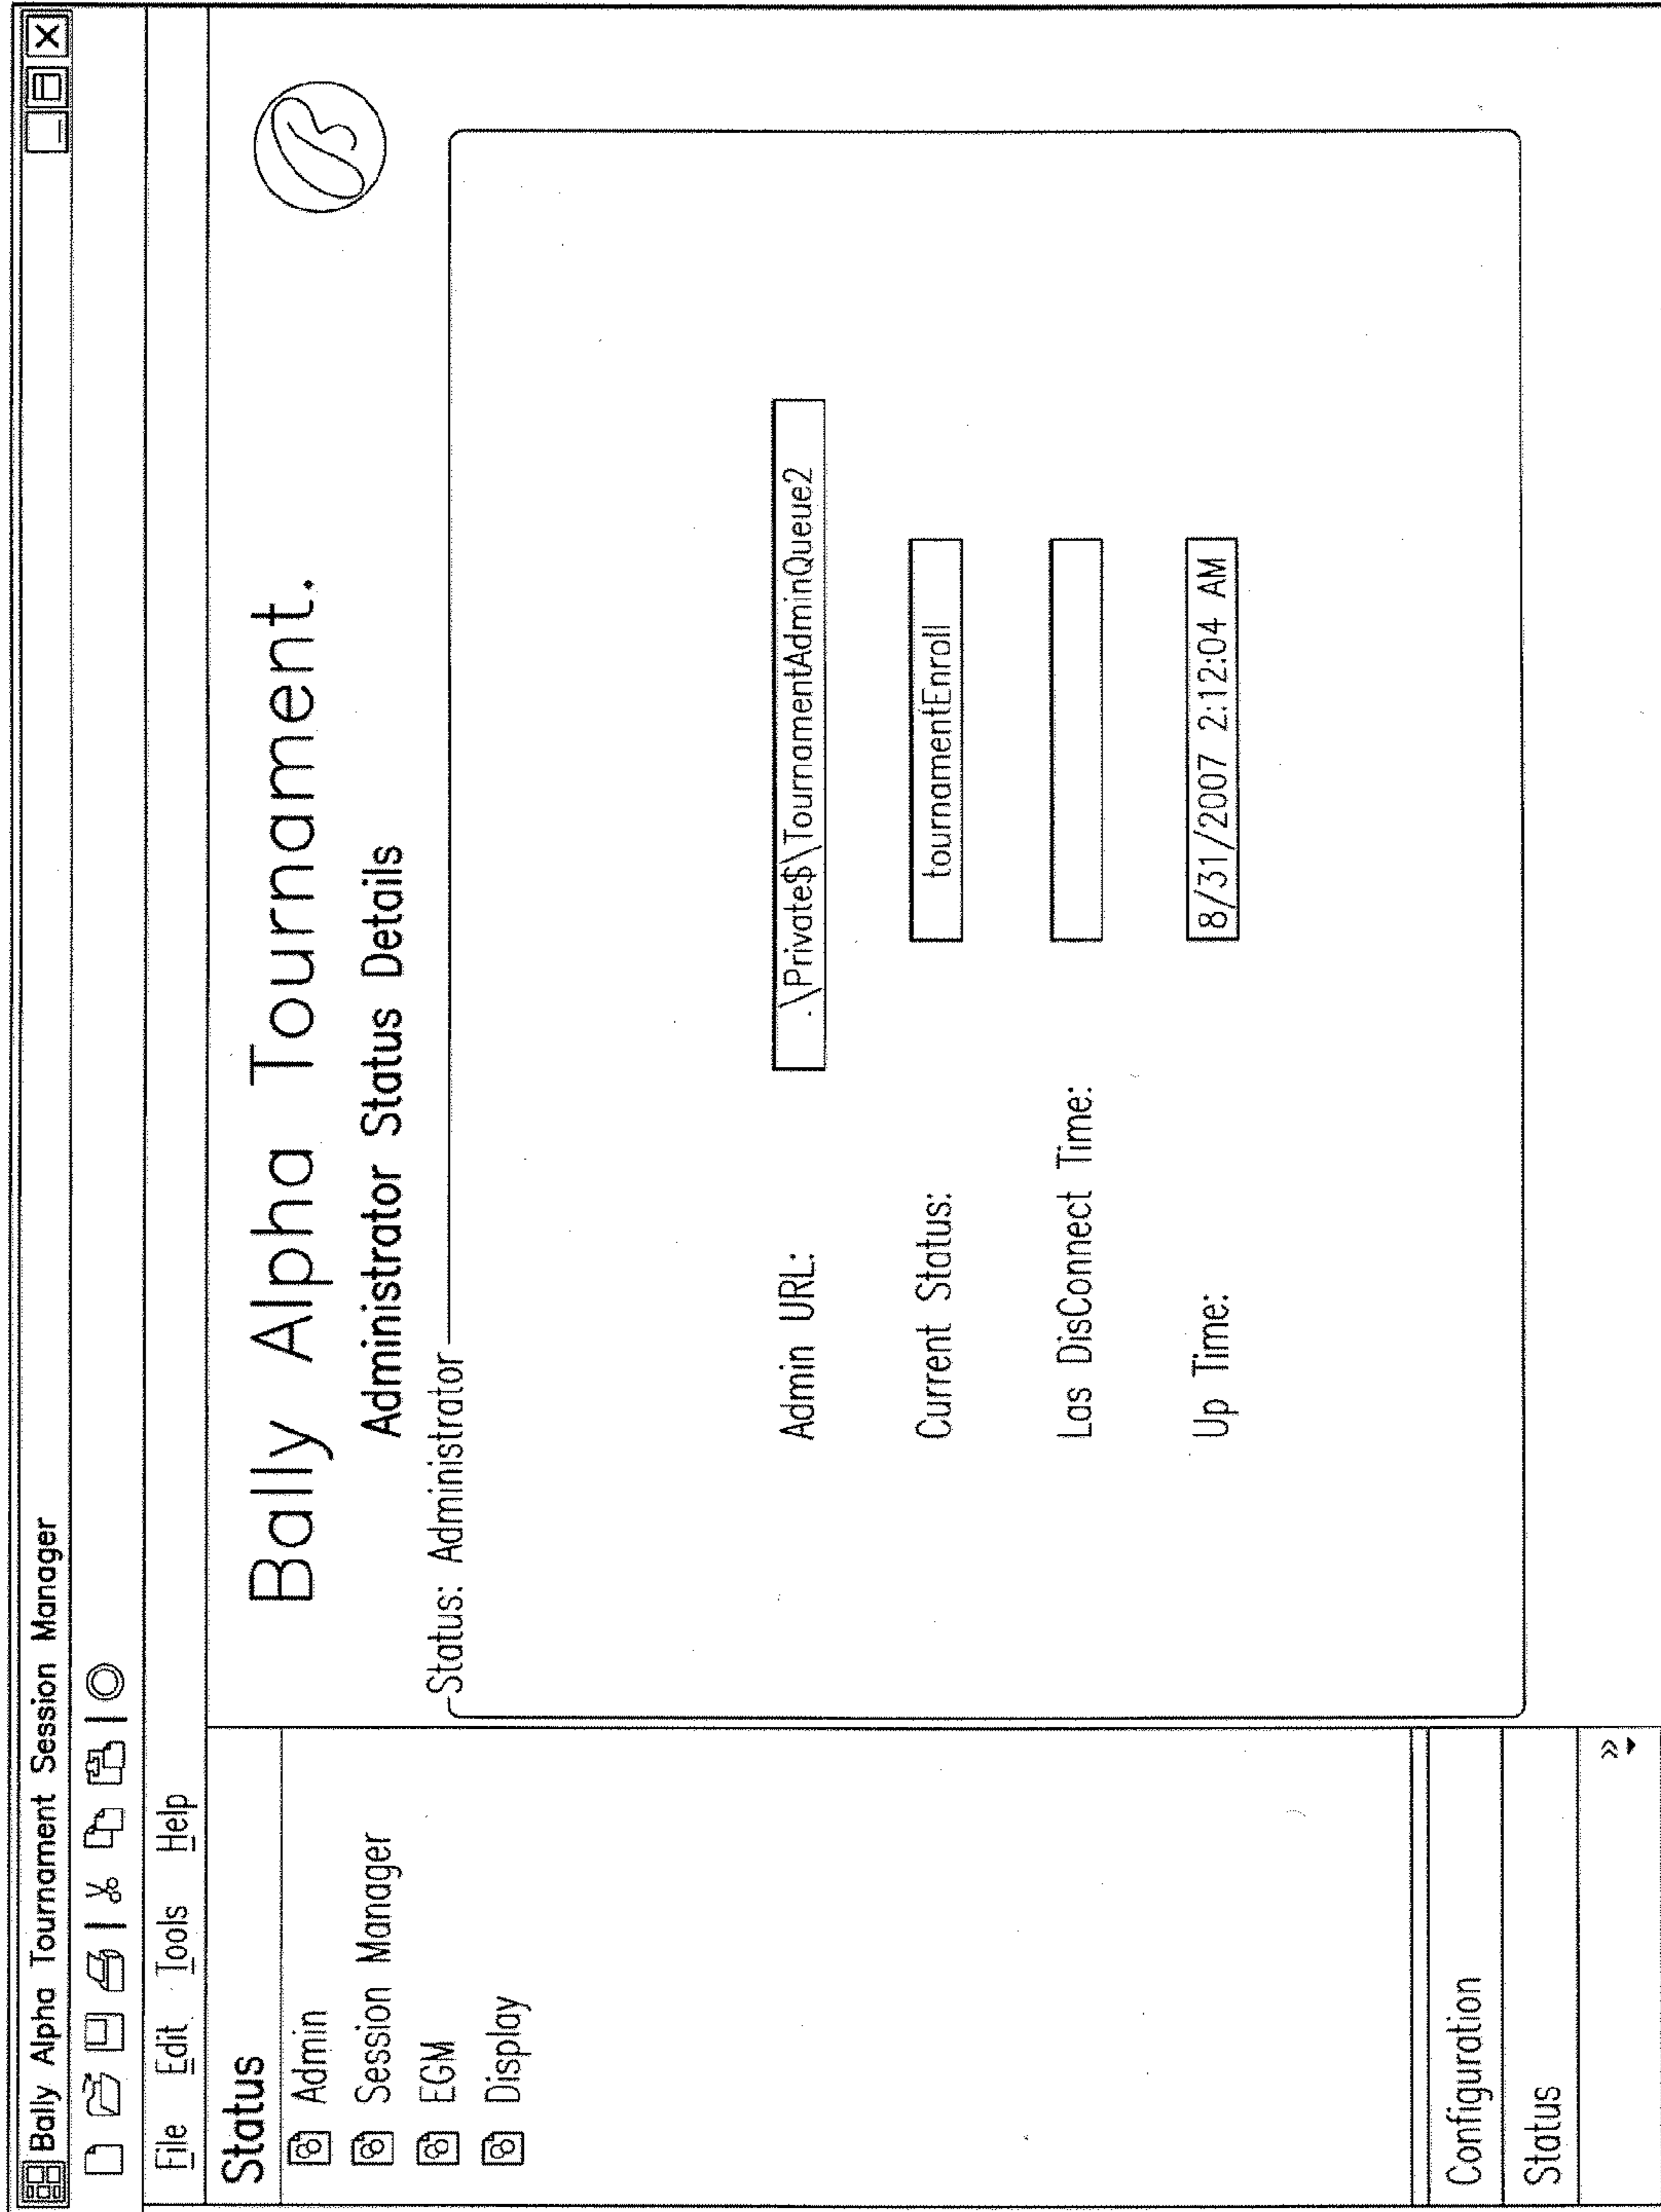 Bally Alpha Tournament Session Manager
File Edit Tools Help
Status
Admin
Session Manager
EGM
Display
Configuration
Status
Bally Alpha Tournament.
Administrator Status Details
Status: Administrator
Admin URL: .\Private$\TournamentAdminQueue2
Current Status: tournamentEnroll
Las DisConnect Time:
Up Time: 8/31/2007 2:12:04 AM